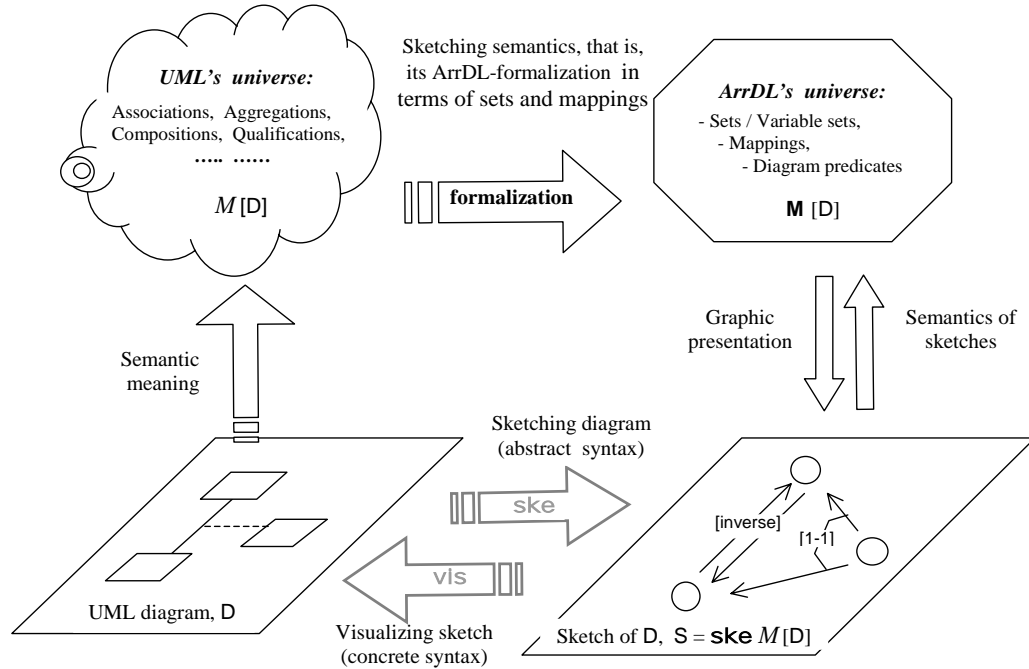 UML's universe:
Associations, Aggregations,
Compositions, Qualifications,
..... ......
M [D]
Sketching semantics, that is,
its ArrDL-formalization in
terms of sets and mappings
formalization
ArrDL's universe:
- Sets / Variable sets,
- Mappings,
- Diagram predicates
M [D]
Semantic
meaning
Graphic
presentation
Semantics of
sketches
Sketching diagram
(abstract syntax)
ske
vis
Visualizing sketch
(concrete syntax)
UML diagram, D
[inverse]
[1-1]
Sketch of D, S = ske M [D]